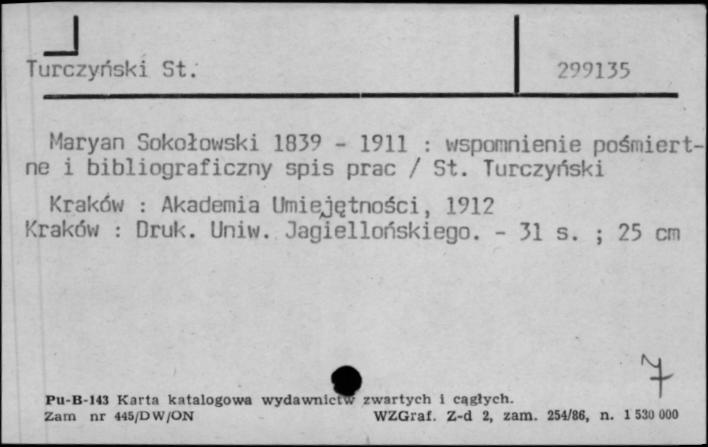 Turczyński St. 299135
Maryan Sokołowski 1839 - 1911 : wspomnienie pośmiert-
ne i bibliograficzny spis prac / St. Turczyński
Kraków : Akademia Umiejętności, 1912
Kraków : Druk. Uniw. Jagiellońskiego. - 31 s. ; 25 cm
Pu-B-143 Karta katalogowa wydawnictw zwartych i ciągłych.
Zam nr 445/DW/ON WZGraf. Z-d 2, zam. 254/86, n. 1 530 000